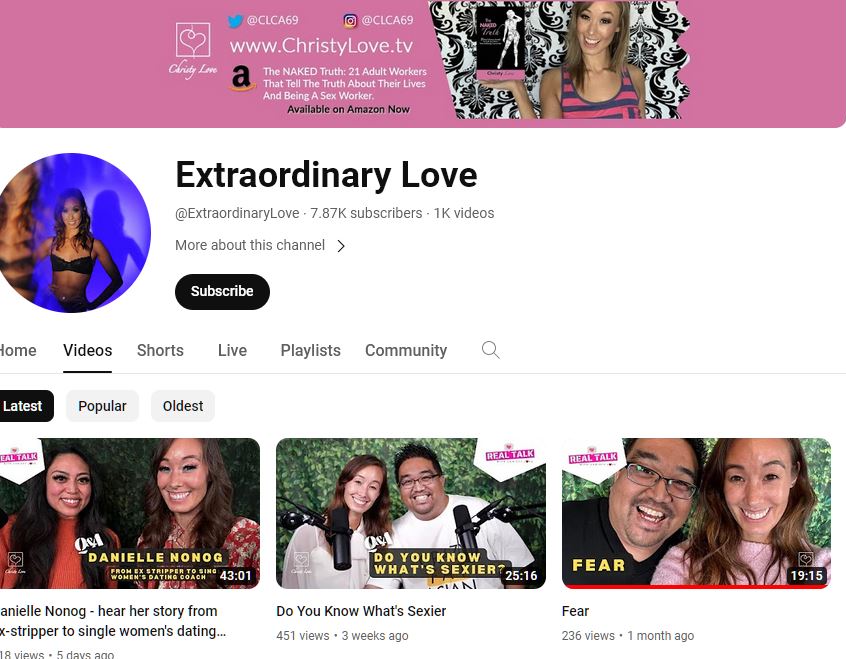 @CLCA69 @CLCA69
www.ChristyLove.tv
Christy Love
a
The NAKED Truth: 21 Adult Workers
That Tell The Truth About Their Lives
And Being A Sex Worker.
Available on Amazon Now
The
NAKED
Truth
Christy Love
Extraordinary Love
@ExtraordinaryLove · 7.87K subscribers · 1K videos
More about this channel
Subscribe
Home Videos Shorts Live Playlists Community
Latest Popular Oldest
REAL TALK
Q&A
DANIELLE NONOG
FROM EX STRIPPER TO SING
WOMEN'S DATING COACH
43:01
REAL TALK
Q&A
DO YOU KNOW
WHAT'S SEXIER?
ASIAN
25:16
REAL TALK
FEAR
19:15
anielle Nonog - hear her story from
x-stripper to single women's dating...
18 views • 5 days ago
Do You Know What's Sexier
451 views • 3 weeks ago
Fear
236 views • 1 month ago